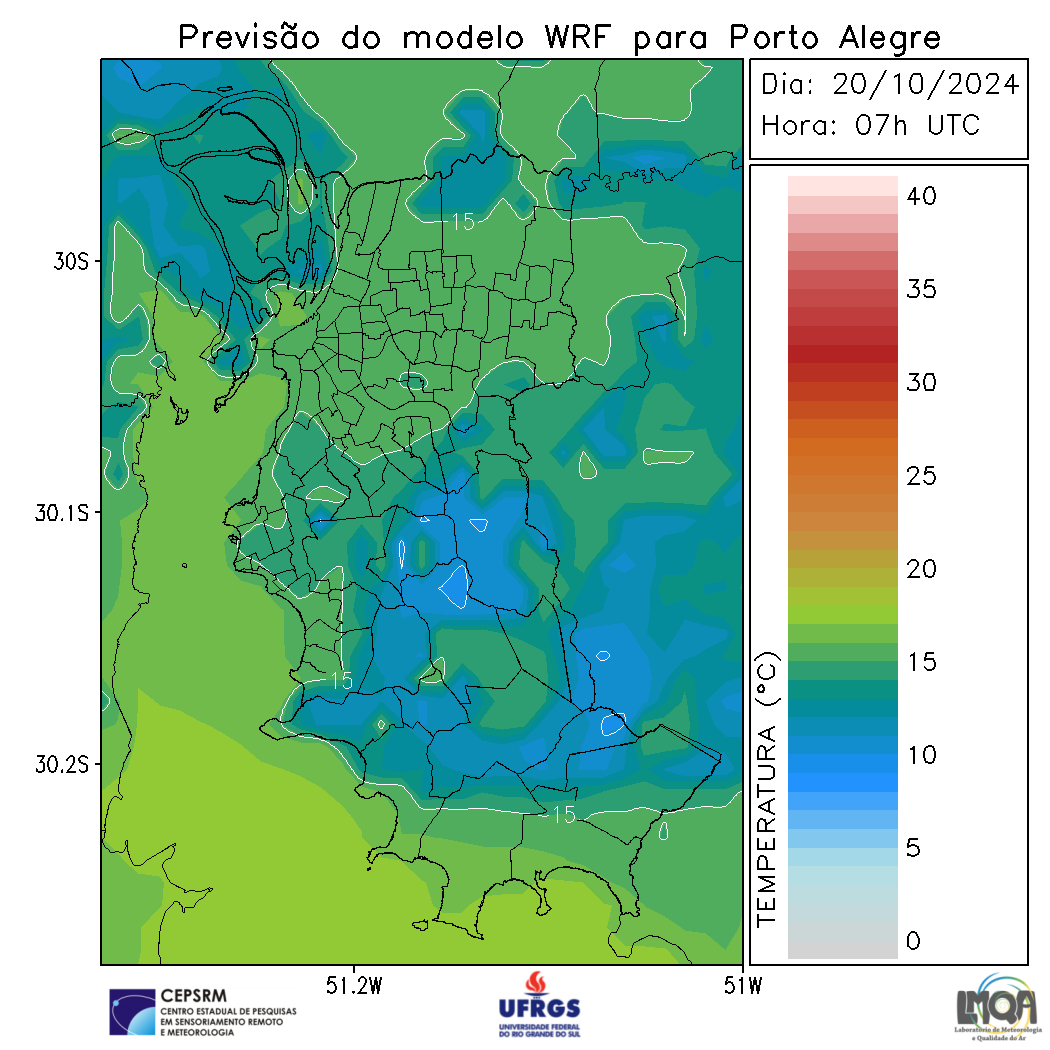 Previsão do modelo WRF para Porto Alegre
Dia: 20/10/2024
Hora: 07h UTC
40
35
30
25
20
15
10
5
0
TEMPERATURA (°C)
30S
30.1S
30.2S
51.2W
51W
15
15
15
CEPSRM
CENTRO ESTADUAL DE PESQUISAS
EM SENSORIAMENTO REMOTO
E METEOROLOGIA
UFRGS
UNIVERSIDADE FEDERAL
DO RIO GRANDE DO SUL
LMQA
Laboratório de Meteorologia
e Qualidade do Ar